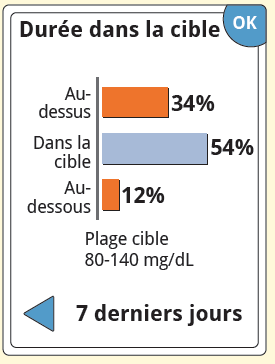 Durée dans la cible
OK
Au-
dessus
34%
Dans la
cible
54%
Au-
dessous
12%
Plage cible
80-140 mg/dL
7 derniers jours